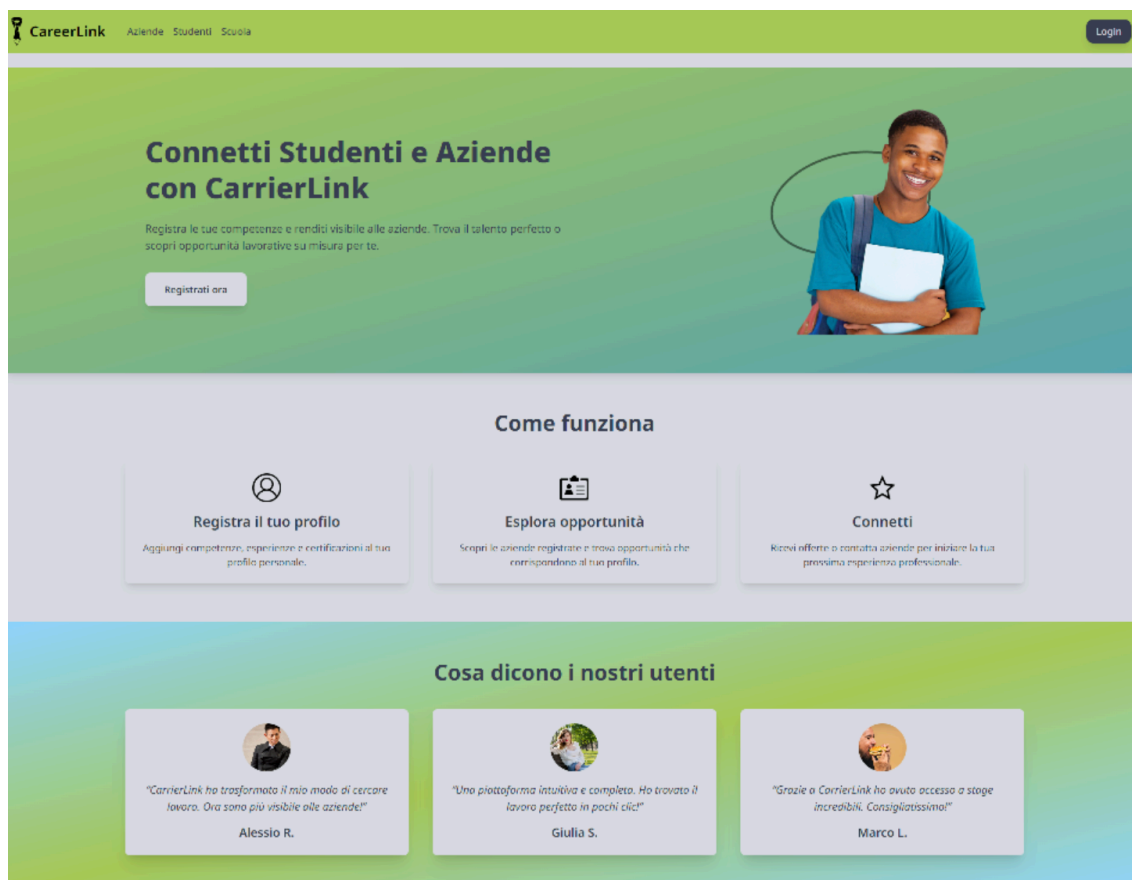 CareerLink Aziende Studenti Scuola Login
Connetti Studenti e Aziende
con CarrierLink
Registra le tue competenze e renditi visibile alle aziende. Trova il talento perfetto o
scopri opportunità lavorative su misura per te.
Registrati ora
Come funziona
Registra il tuo profilo
Aggiungi competenze, esperienze e certificazioni al tuo
profilo personale.
Esplora opportunità
Scopri le aziende registrate e trova opportunità che
corrispondono al tuo profilo.
Connetti
Ricevi offerte o contatta aziende per iniziare la tua
prossima esperienza professionale.
Cosa dicono i nostri utenti
"CarrierLink ha trasformato il mio modo di cercare
lavoro. Ora sono più visibile alle aziende!"
Alessio R.
"Una piattaforma intuitiva e completa. Ho trovato il
lavoro perfetto in pochi clic!"
Giulia S.
"Grazie a CarrierLink ho avuto accesso a stage
incredibili. Consigliatissimo!"
Marco L.